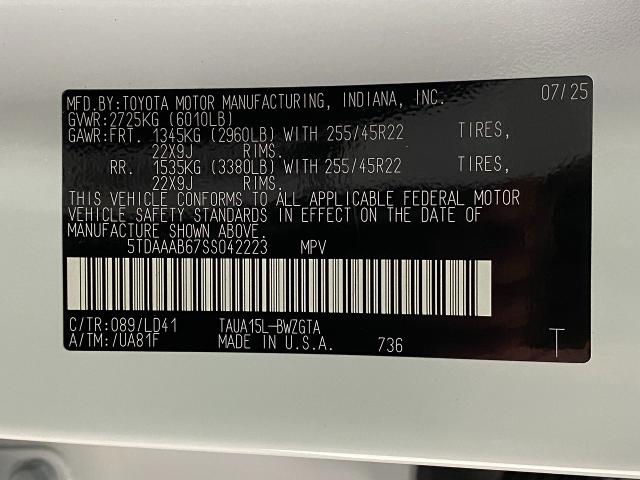 MFD.BY:TOYOTA MOTOR MANUFACTURING, INDIANA, INC. 07/25
GVWR:2725KG (6010LB)
GAWR:FRT. 1345KG (2960LB) WITH 255/45R22 TIRES,
22X9J RIMS.
RR. 1535KG (3380LB) WITH 255/45R22 TIRES,
22X9J RIMS.
THIS VEHICLE CONFORMS TO ALL APPLICABLE FEDERAL MOTOR
VEHICLE SAFETY STANDARDS IN EFFECT ON THE DATE OF
MANUFACTURE SHOWN ABOVE.
5TDAAAB67SS042223 MPV
C/TR:089/LD41 TAUA15L-BWZGTA
A/TM:/UA81F MADE IN U.S.A. 736 T